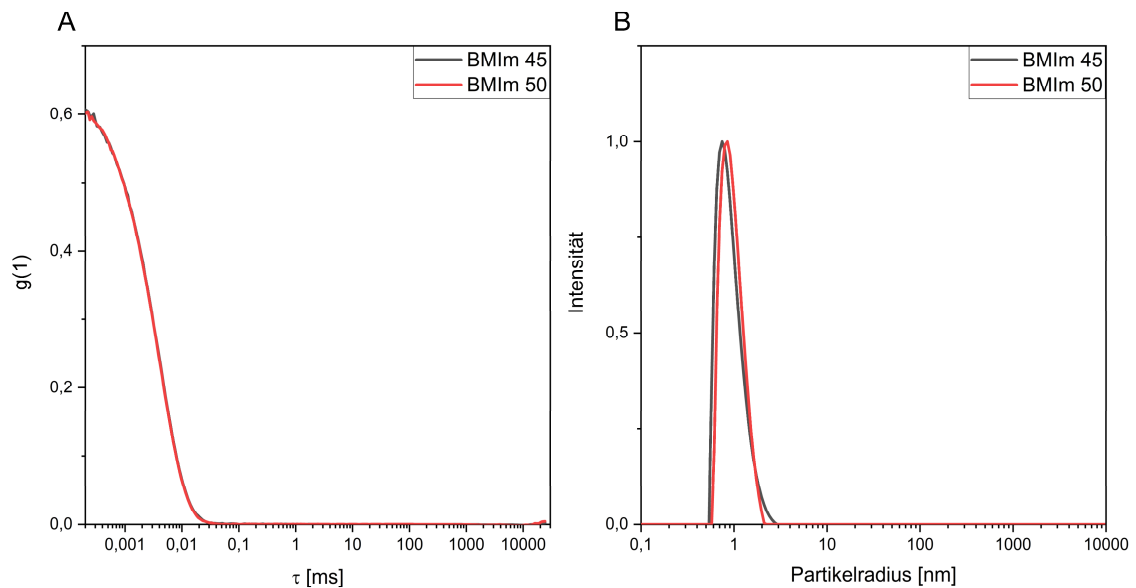 A
BMIm 45
BMIm 50
0,6
0,4
0,2
0,0
g(1)
0,001 0,01 0,1 1 10 100 1000 10000
τ [ms]
B
BMIm 45
BMIm 50
1,0
0,5
0,0
Intensität
0,1 1 10 100 1000 10000
Partikelradius [nm]